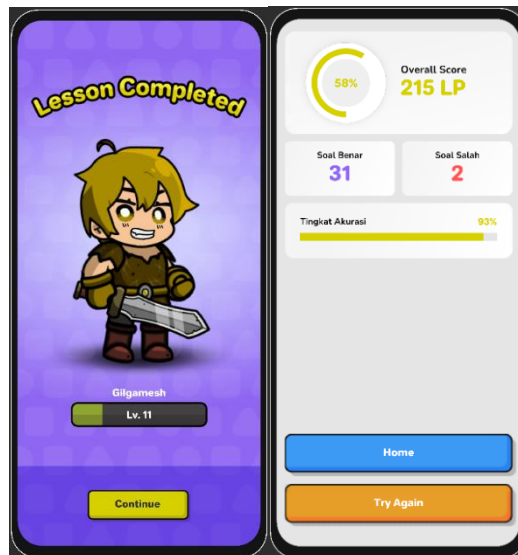 Lesson Completed
Gilgamesh
Lv. 11
Continue
58%
Overall Score
215 LP
Soal Benar
31
Soal Salah
2
Tingkat Akurasi
93%
Home
Try Again